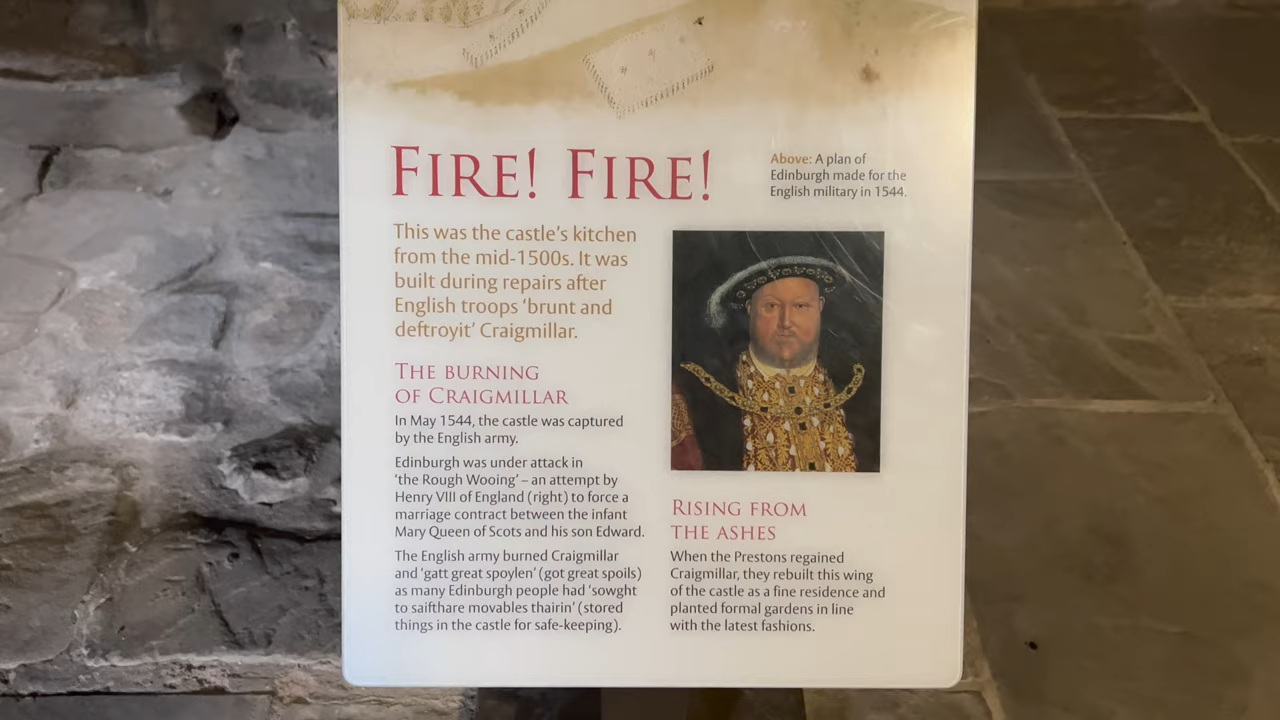 FIRE! FIRE!
Above: A plan of
Edinburgh made for the
English military in 1544.
This was the castle's kitchen
from the mid-1500s. It was
built during repairs after
English troops 'brunt and
deftroyit' Craigmillar.
THE BURNING
OF CRAIGMILLAR
In May 1544, the castle was captured
by the English army.
Edinburgh was under attack in
'the Rough Wooing' – an attempt by
Henry VIII of England (right) to force a
marriage contract between the infant
Mary Queen of Scots and his son Edward.
The English army burned Craigmillar
and 'gatt great spoylen' (got great spoils)
as many Edinburgh people had 'sowght
to saifthare movables thairin' (stored
things in the castle for safe-keeping).
RISING FROM
THE ASHES
When the Prestons regained
Craigmillar, they rebuilt this wing
of the castle as a fine residence and
planted formal gardens in line
with the latest fashions.